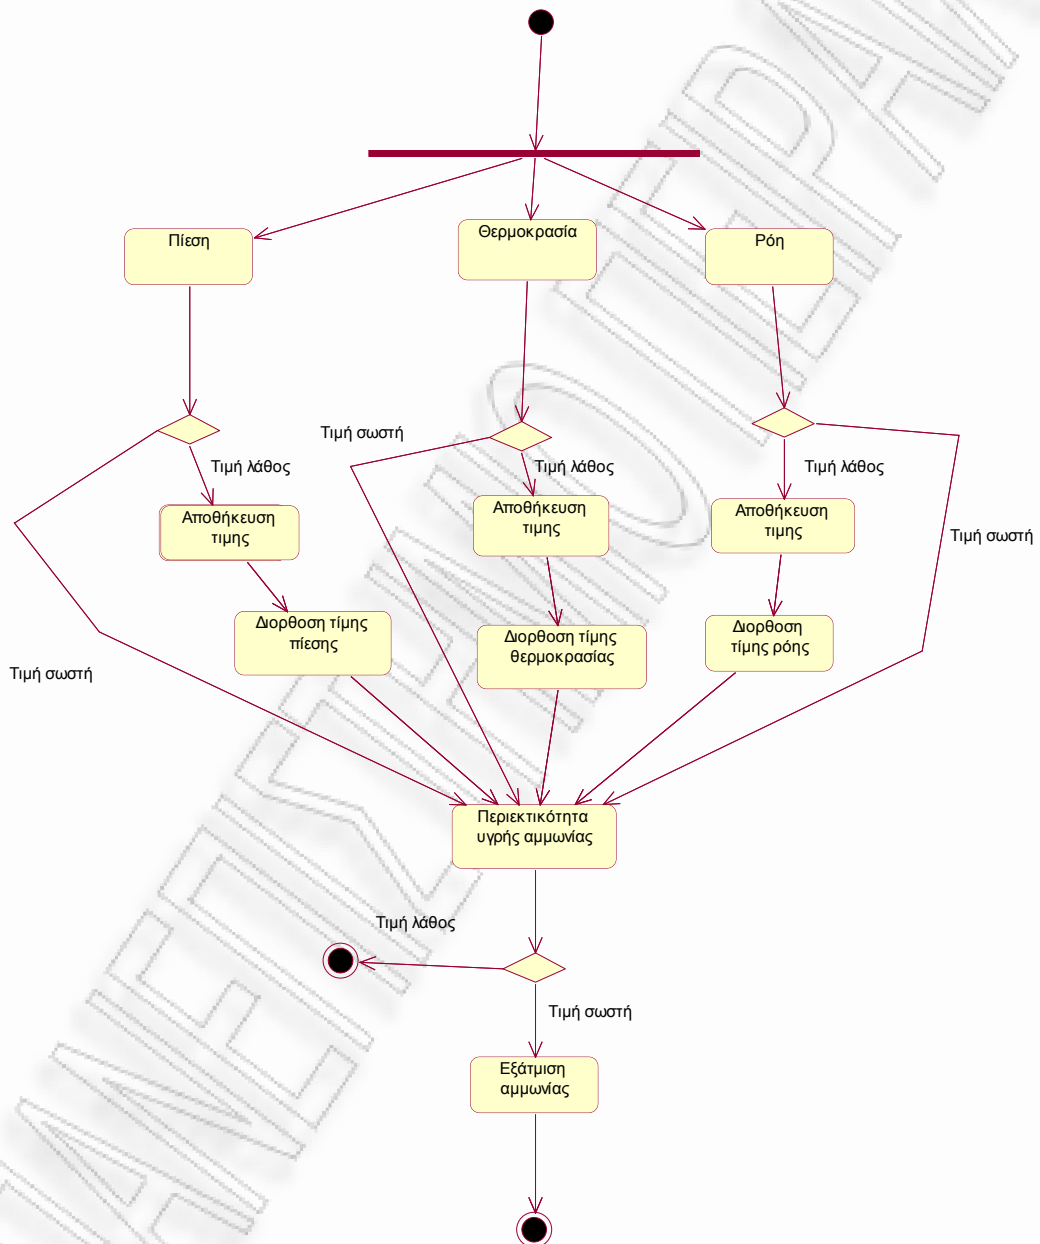 Πίεση
Θερμοκρασία
Ρόη
Τιμή σωστή
Τιμή λάθος
Τιμή λάθος
Τιμή λάθος
Αποθήκευση
τιμης
Αποθήκευση
τιμης
Αποθήκευση
τιμης
Τιμή σωστή
Διορθοση τίμης
πίεσης
Διορθοση τίμης
θερμοκρασίας
Διορθοση
τίμης ρόης
Τιμή σωστή
Περιεκτικότητα
υγρής αμμωνίας
Τιμή λάθος
Τιμή σωστή
Εξάτμιση
αμμωνίας